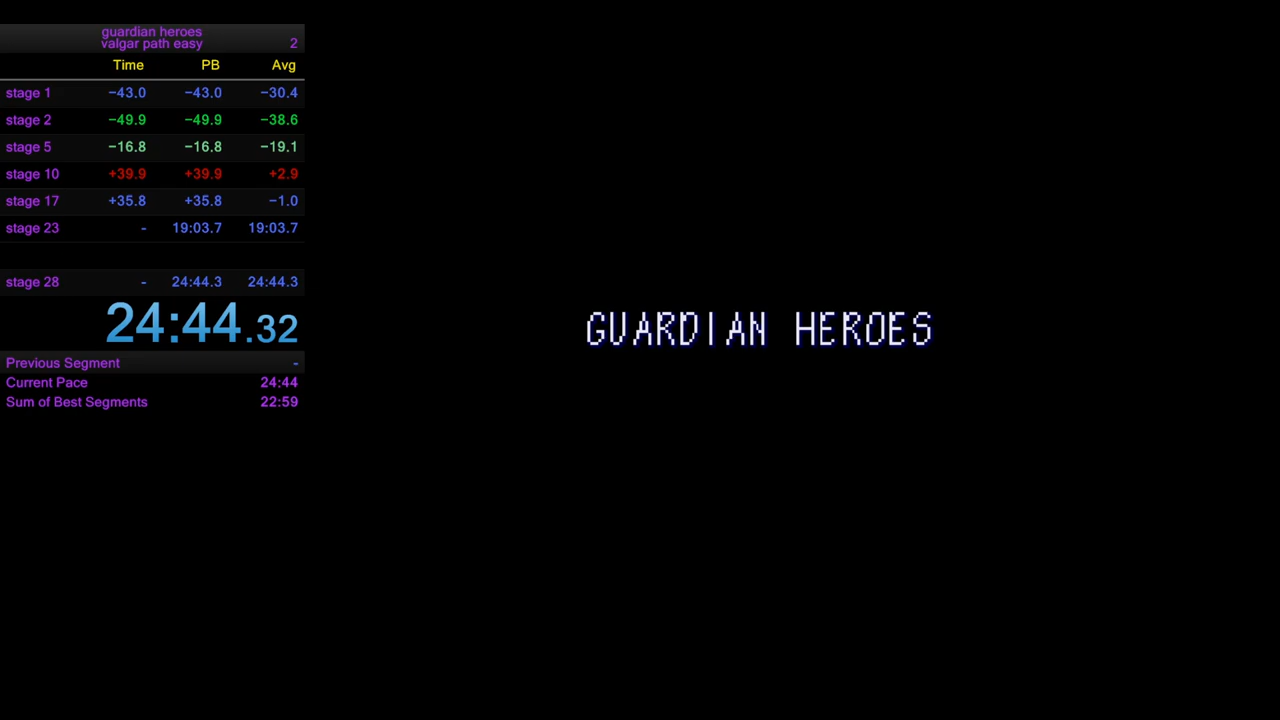 guardian heroes
valgar path easy 2
Time PB Avg
stage 1 −43.0 −43.0 −30.4
stage 2 −49.9 −49.9 −38.6
stage 5 −16.8 −16.8 −19.1
stage 10 +39.9 +39.9 +2.9
stage 17 +35.8 +35.8 −1.0
stage 23 - 19:03.7 19:03.7
stage 28 - 24:44.3 24:44.3
24:44.32
Previous Segment -
Current Pace 24:44
Sum of Best Segments 22:59
GUARDIAN HEROES